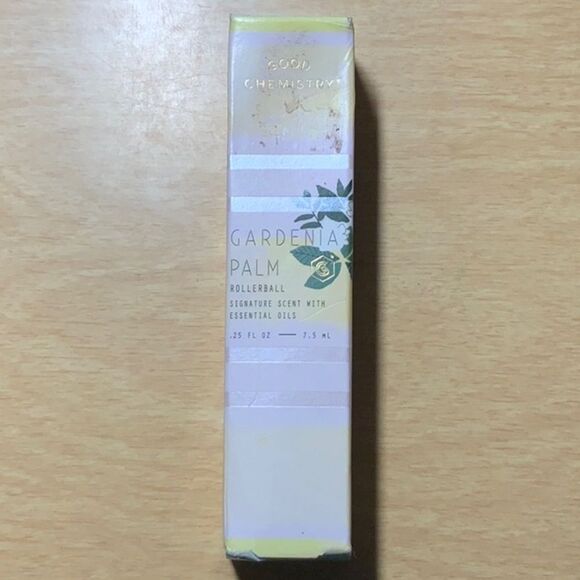 GOOD
CHEMISTRY®
GARDENIA
PALM
ROLLERBALL
SIGNATURE SCENT WITH
ESSENTIAL OILS
.25 FL OZ — 7.5 ML